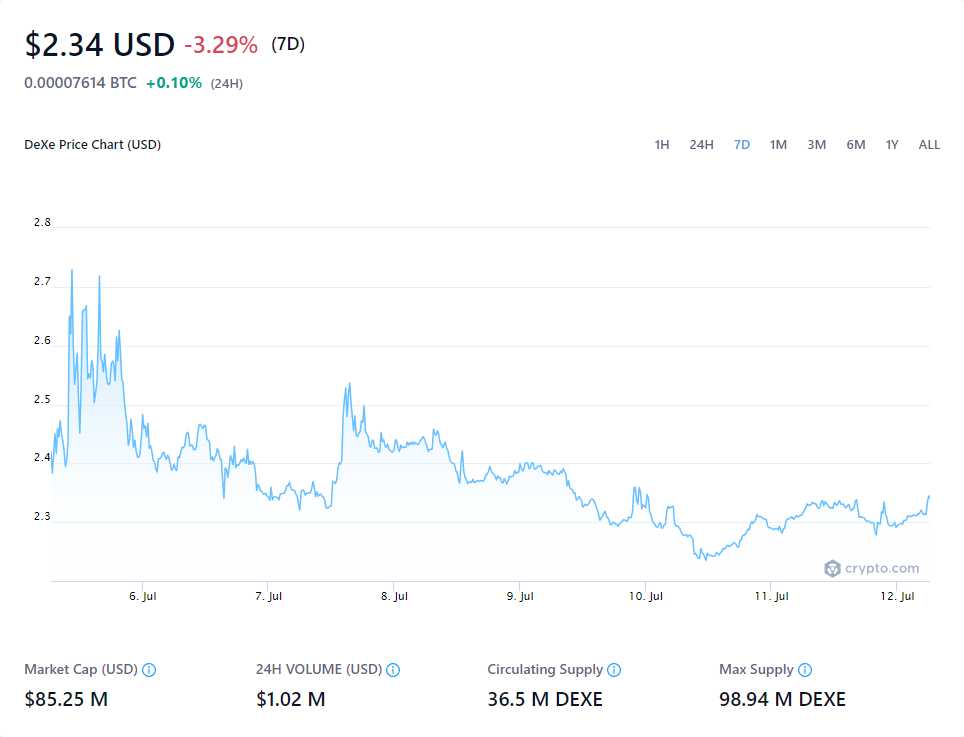 $2.34 USD -3.29% (7D)
0.00007614 BTC +0.10% (24H)
DeXe Price Chart (USD) 1H 24H 7D 1M 3M 6M 1Y ALL
2.8
2.7
2.6
2.5
2.4
2.3
crypto.com
6. Jul 7. Jul 8. Jul 9. Jul 10. Jul 11. Jul 12. Jul
Market Cap (USD) 24H VOLUME (USD) Circulating Supply Max Supply
$85.25 M $1.02 M 36.5 M DEXE 98.94 M DEXE